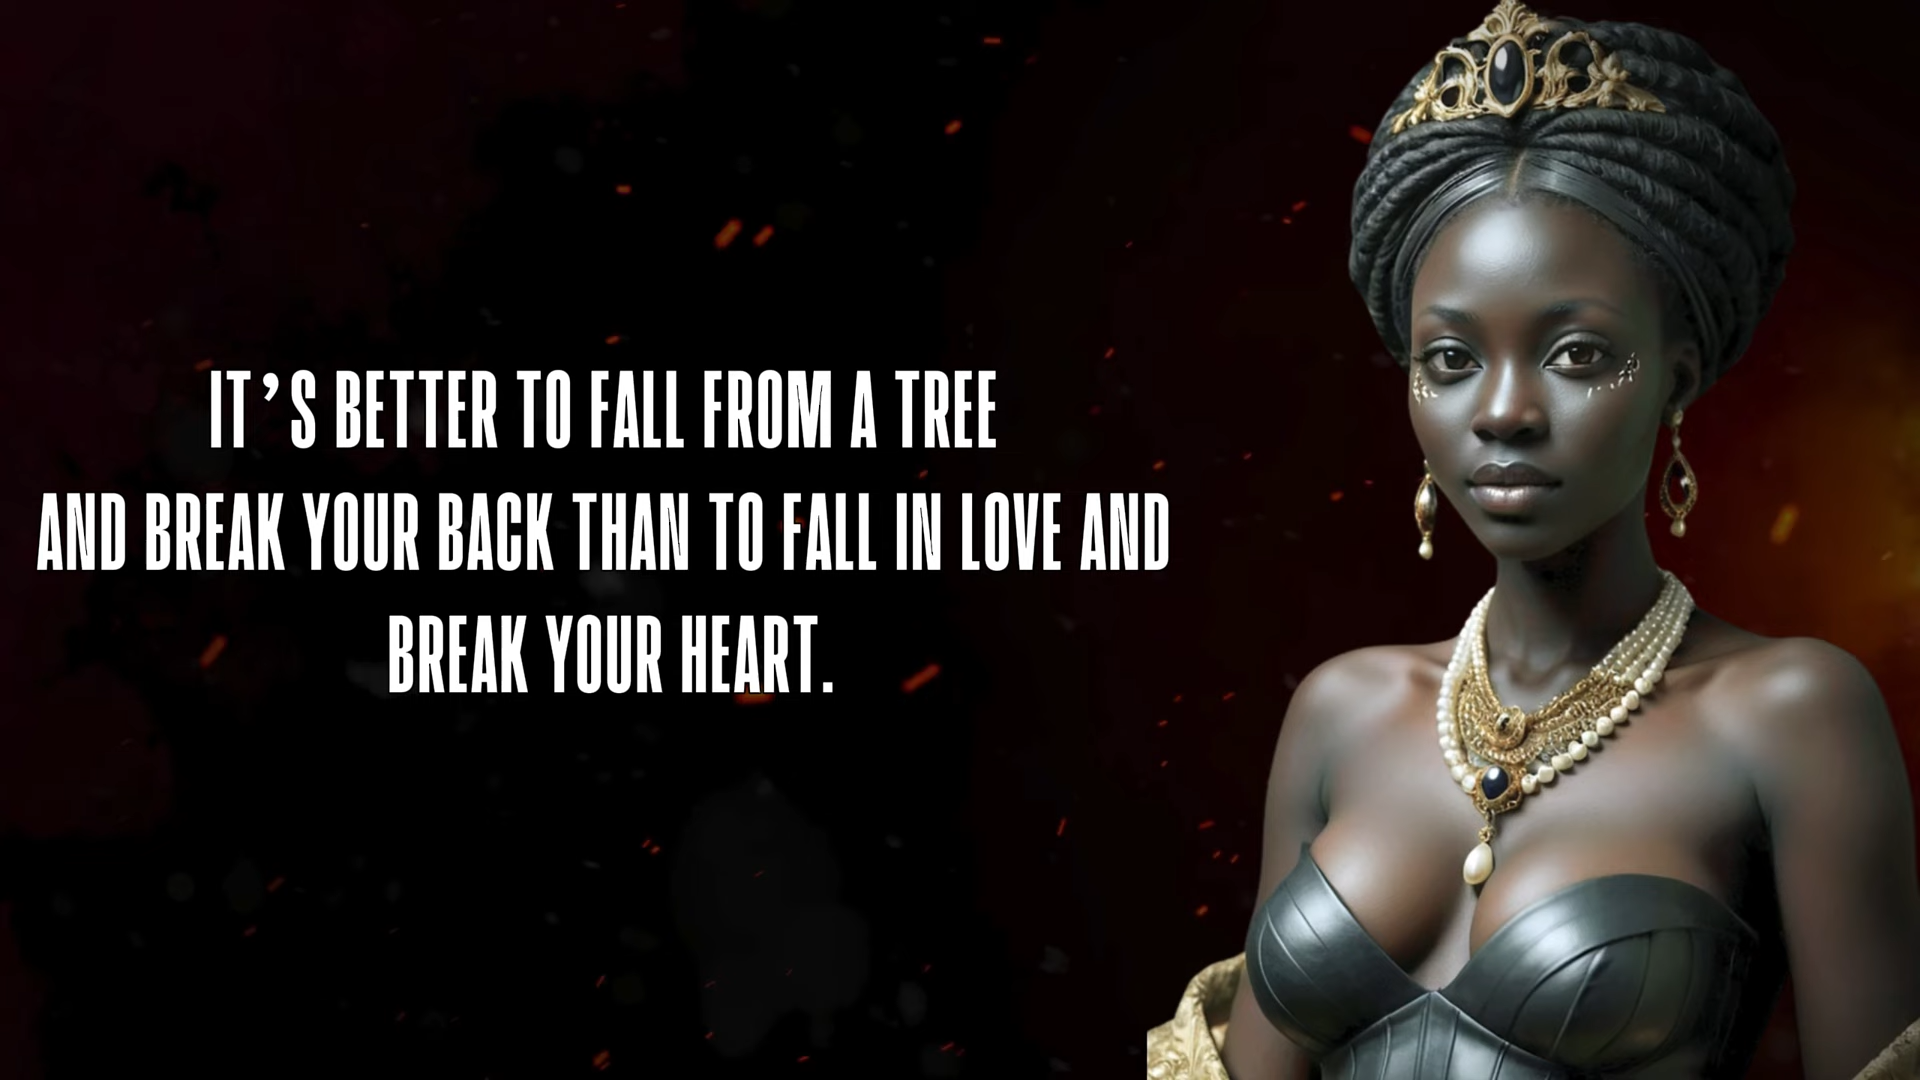 IT’S BETTER TO FALL FROM A TREE
AND BREAK YOUR BACK THAN TO FALL IN LOVE AND
BREAK YOUR HEART.